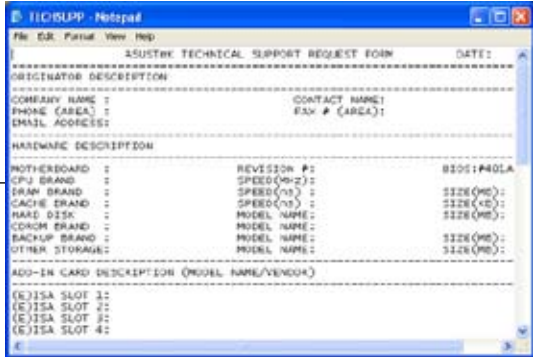 TECHSUPP - Notepad
File Edit Format View Help
ASUSTeK TECHNICAL SUPPORT REQUEST FORM DATE:
ORIGINATOR DESCRIPTION
COMPANY NAME : CONTACT NAME:
PHONE (AREA) : FAX # (AREA):
EMAIL ADDRESS:
HARDWARE DESCRIPTION
MOTHERBOARD : REVISION #: BIOS:#401A
CPU BRAND : SPEED(MHz):
DRAM BRAND : SPEED(ns) : SIZE(MB):
CACHE BRAND : SPEED(ns) : SIZE(KB):
HARD DISK : MODEL NAME: SIZE(MB):
CDROM BRAND : MODEL NAME:
BACKUP BRAND : MODEL NAME: SIZE(MB):
OTHER STORAGE: MODEL NAME: SIZE(MB):
ADD-IN CARD DESCRIPTION (MODEL NAME/VENDOR)
(E)ISA SLOT 1:
(E)ISA SLOT 2:
(E)ISA SLOT 3:
(E)ISA SLOT 4: